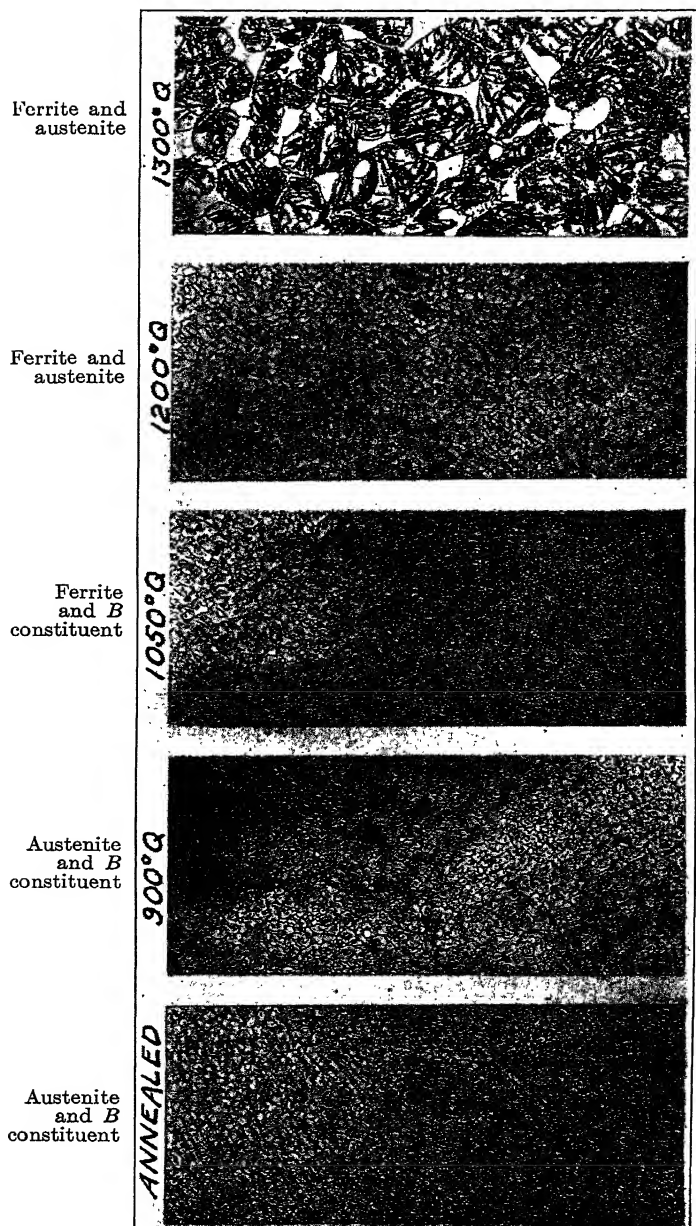 Ferrite and
austenite
1300°Q
Ferrite and
austenite
1200°Q
Ferrite
and B
constituent
1050°Q
Austenite
and B
constituent
900°Q
Austenite
and B
constituent
ANNEALED